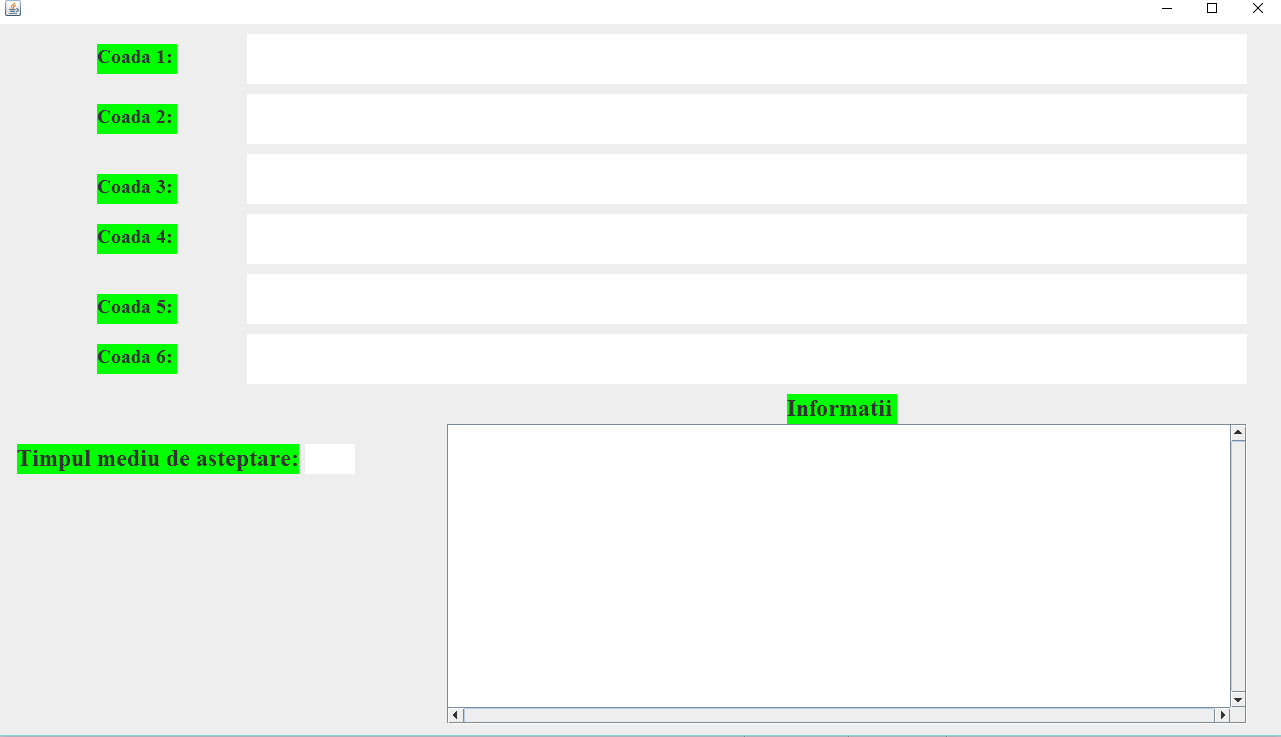 Coada 1:
Coada 2:
Coada 3:
Coada 4:
Coada 5:
Coada 6:
Informatii
Timpul mediu de asteptare: